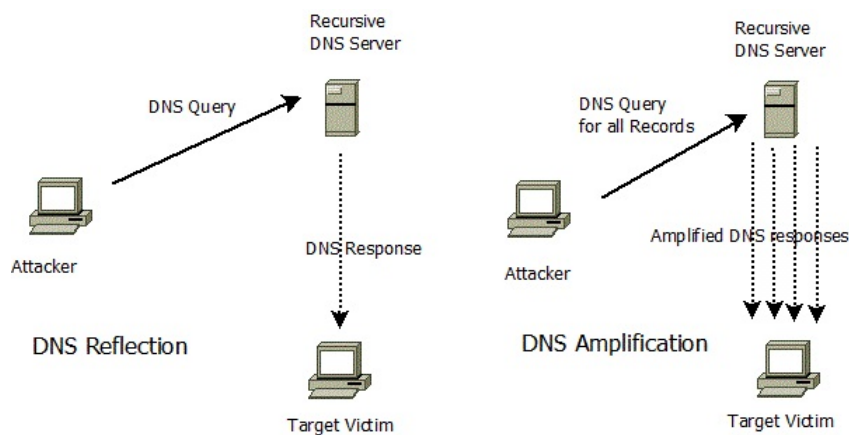 Recursive
DNS Server
DNS Query
Attacker
DNS Response
DNS Reflection
Target Victim
Recursive
DNS Server
DNS Query
for all Records
Attacker
Amplified DNS responses
DNS Amplification
Target Victim